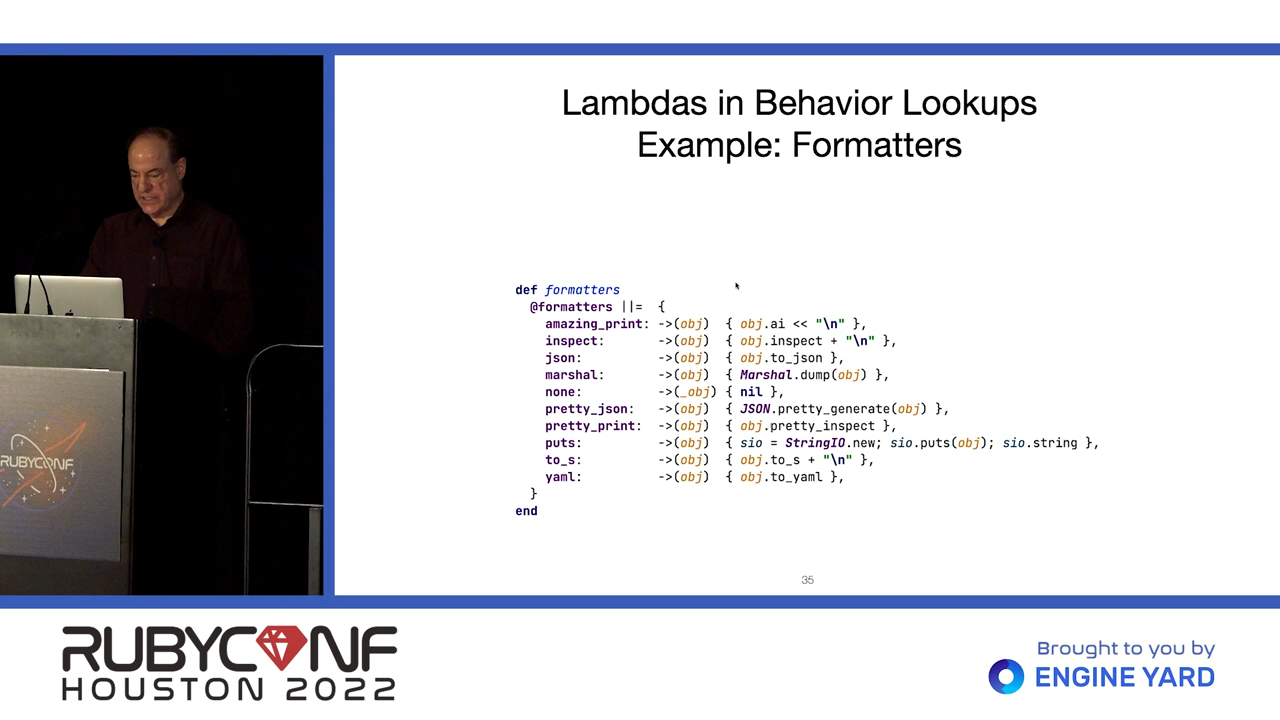 Lambdas in Behavior Lookups
Example: Formatters
def formatters
@formatters ||= {
amazing_print: ->(obj) { obj.ai << "\n" },
inspect: ->(obj) { obj.inspect + "\n" },
json: ->(obj) { obj.to_json },
marshal: ->(obj) { Marshal.dump(obj) },
none: ->(_obj) { nil },
pretty_json: ->(obj) { JSON.pretty_generate(obj) },
pretty_print: ->(obj) { obj.pretty_inspect },
puts: ->(obj) { sio = StringIO.new; sio.puts(obj); sio.string },
to_s: ->(obj) { obj.to_s + "\n" },
yaml: ->(obj) { obj.to_yaml },
}
end
35
RUBYCONF
RUBYCONF
HOUSTON 2022
Brought to you by
ENGINE YARD